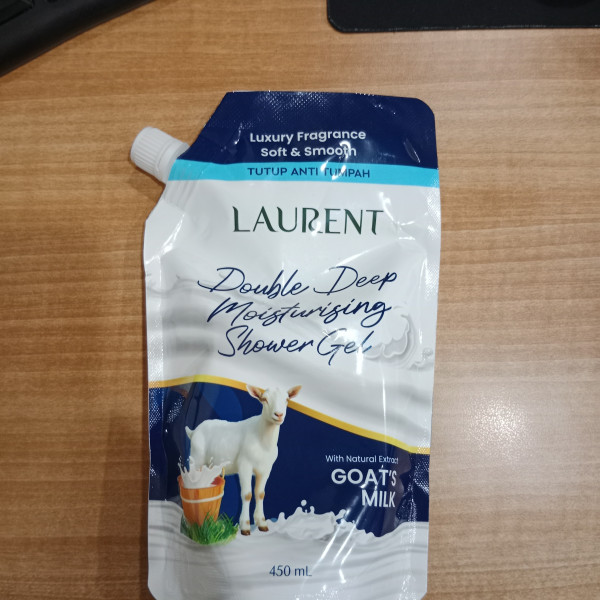 Luxury Fragrance
Soft & Smooth
TUTUP ANTI TUMPAH
LAURENT
Double Deep
Moisturising
Shower Gel
With Natural Extract
GOAT'S
MILK
450 mL